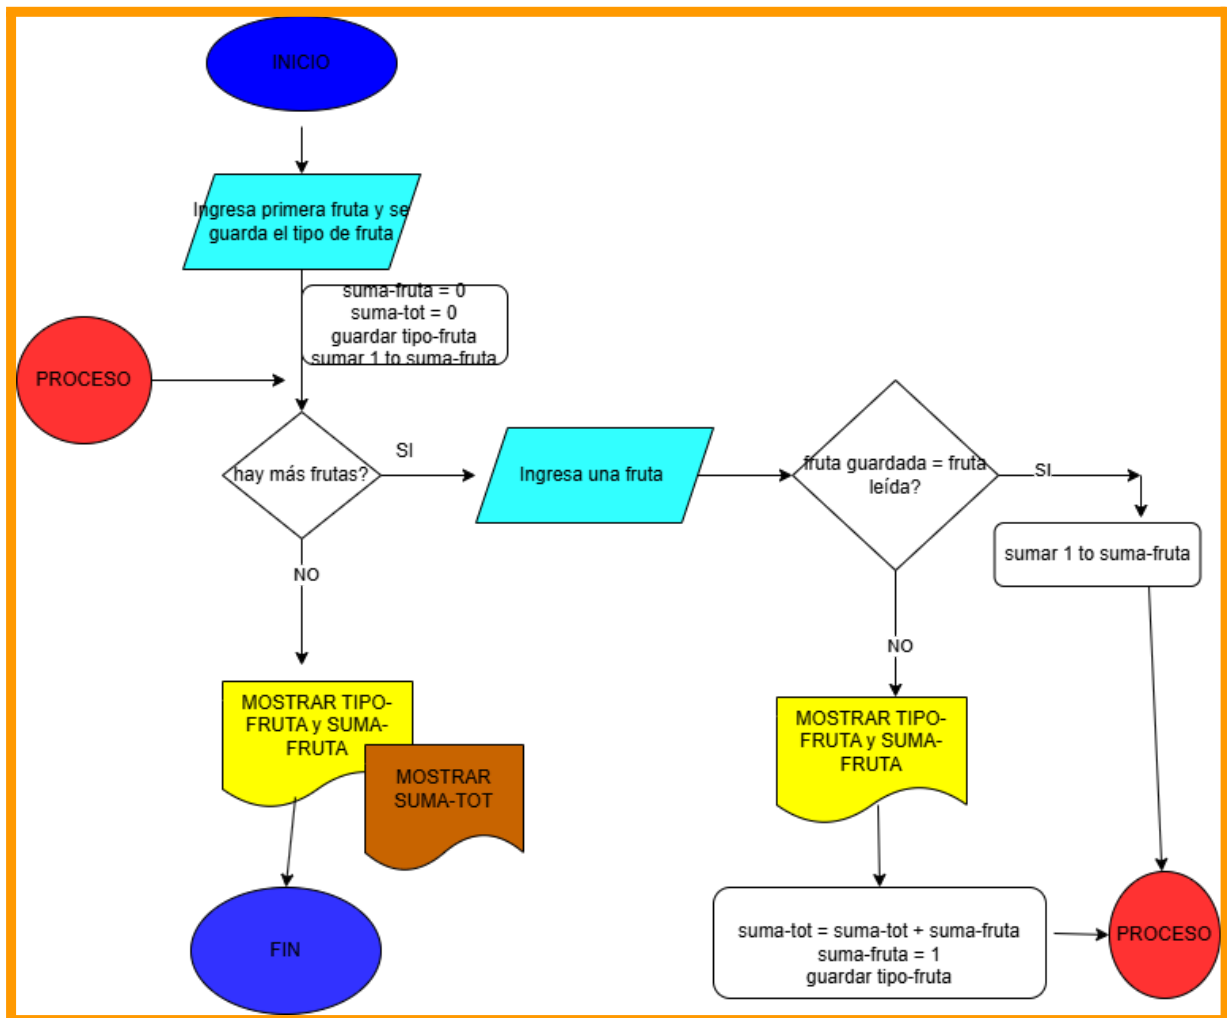 INICIO
Ingresa primera fruta y se
guarda el tipo de fruta
suma-fruta = 0
suma-tot = 0
guardar tipo-fruta
sumar 1 to suma-fruta
PROCESO
hay más frutas?
SI
Ingresa una fruta
fruta guardada = fruta
leída?
SI
sumar 1 to suma-fruta
NO
NO
MOSTRAR TIPO-
FRUTA y SUMA-
FRUTA
MOSTRAR
SUMA-TOT
MOSTRAR TIPO-
FRUTA y SUMA-
FRUTA
suma-tot = suma-tot + suma-fruta
suma-fruta = 1
guardar tipo-fruta
PROCESO
FIN